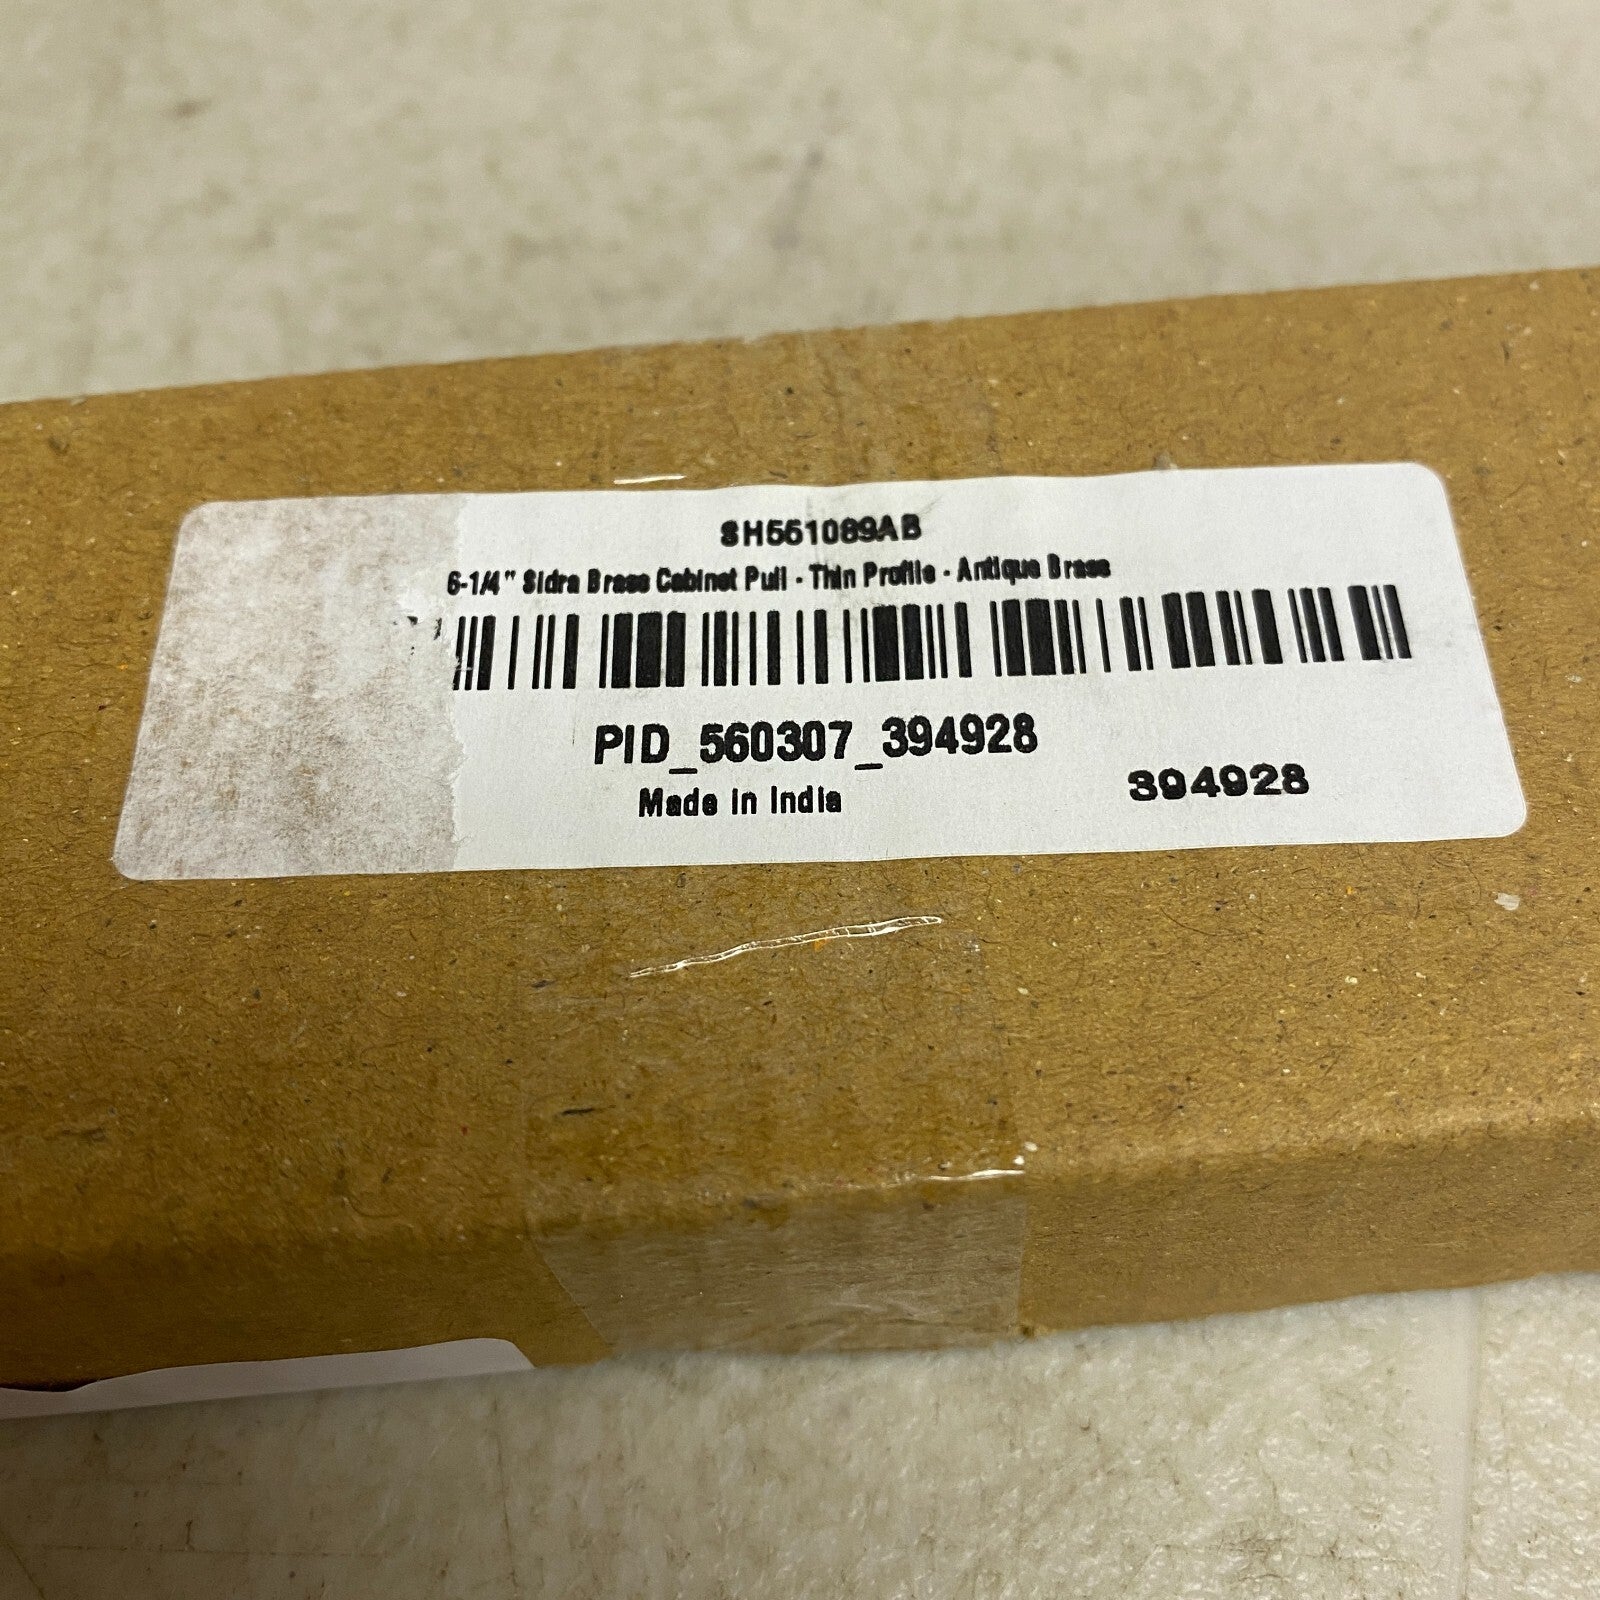 SH551089AB
6-1/4" Sidra Brass Cabinet Pull - Thin Profile - Antique Brass
PID_560307_394928
Made in India
394928